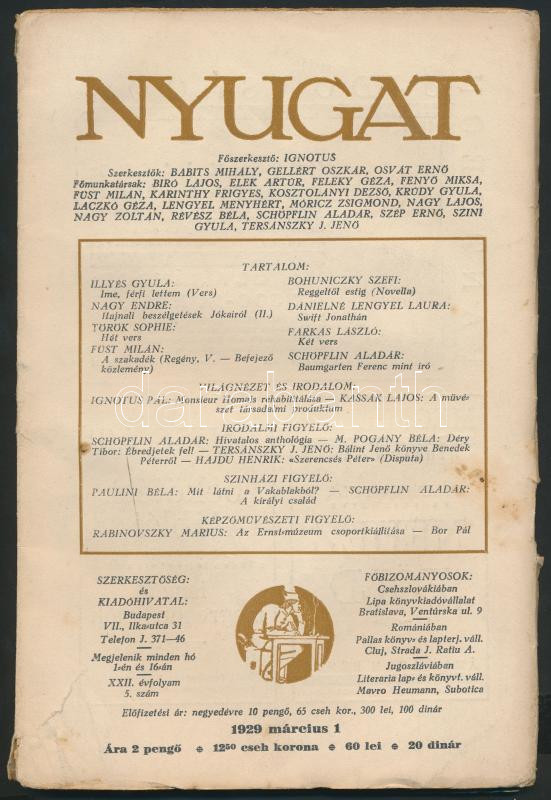 NYUGAT
Főszerkesztő: IGNOTUS
Szerkesztők: BABITS MIHÁLY, GELLÉRT OSZKÁR, OSVÁT ERNŐ
Főmunkatársak: BIRÓ LAJOS, ELEK ARTÚR, FELEKY GÉZA, FENYŐ MIKSA,
FÜST MILÁN, KARINTHY FRIGYES, KOSZTOLÁNYI DEZSŐ, KRÚDY GYULA,
LACZKÓ GÉZA, LENGYEL MENYHÉRT, MÓRICZ ZSIGMOND, NAGY LAJOS,
NAGY ZOLTÁN, RÉVÉSZ BÉLA, SCHÖPFLIN ALADÁR, SZÉP ERNŐ, SZINI
GYULA, TERSÁNSZKY J. JENŐ
TARTALOM:
ILLYÉS GYULA:
Ime, férfi lettem (Vers)
NAGY ENDRE:
Hajnali beszélgetések Jókairól (II.)
TÖRÖK SOPHIE:
Hét vers
FÜST MILÁN:
A szakadék (Regény, V. — Befejező
közlemény)
BOHUNICZKY SZEFI:
Reggeltől estig (Novella)
DÁNIELNÉ LENGYEL LAURA:
Swift Jonathán
FARKAS LÁSZLÓ:
Két vers
SCHÖPFLIN ALADÁR:
Baumgarten Ferenc mint író
VILÁGNÉZET ÉS IRODALOM:
IGNOTUS PÁL: Monsieur Homais rehabilitálása — KASSÁK LAJOS: A művé-
szet társadalmi produktum
IRODALMI FIGYELŐ:
SCHÖPFLIN ALADÁR: Hivatalos anthológia — M. POGÁNY BÉLA: Déry
Tibor: Ébredjetek fel! — TERSÁNSZKY J. JENŐ: Bálint Jenő könyve Benedek
Péterről — HAJDU HENRIK: «Szerencsés Péter» (Disputa)
SZINHÁZI FIGYELŐ:
PAULINI BÉLA: Mit látni a Vakablakból? — SCHÖPFLIN ALADÁR:
A királyi család
KÉPZŐMŰVÉSZETI FIGYELŐ:
RABINOVSZKY MARIUS: Az Ernst-múzeum csoportkiállítása — Bor Pál
SZERKESZTŐSÉG:
és
KIADÓHIVATAL:
Budapest
VII., Ilka-utca 31
Telefon J. 371—46
Megjelenik minden hó
1-én és 16-án
XXII. évfolyam
5. szám
FŐBIZOMÁNYOSOK:
Csehszlovákiában
Lipa könyvkiadóvállalat
Bratislava, Ventúrska ul. 9
Romániában
Pallas könyv- és lapterj. váll.
Cluj, Strada J. Ratiu A.
Jugoszláviában
Literaria lap- és könyvt. váll.
Mavro Heumann, Subotica
Előfizetési ár: negyedévre 10 pengő, 65 cseh kor., 300 lei, 100 dinár
1929 március 1
Ára 2 pengő * 12⁵⁰ cseh korona * 60 lei * 20 dinár
darabanth